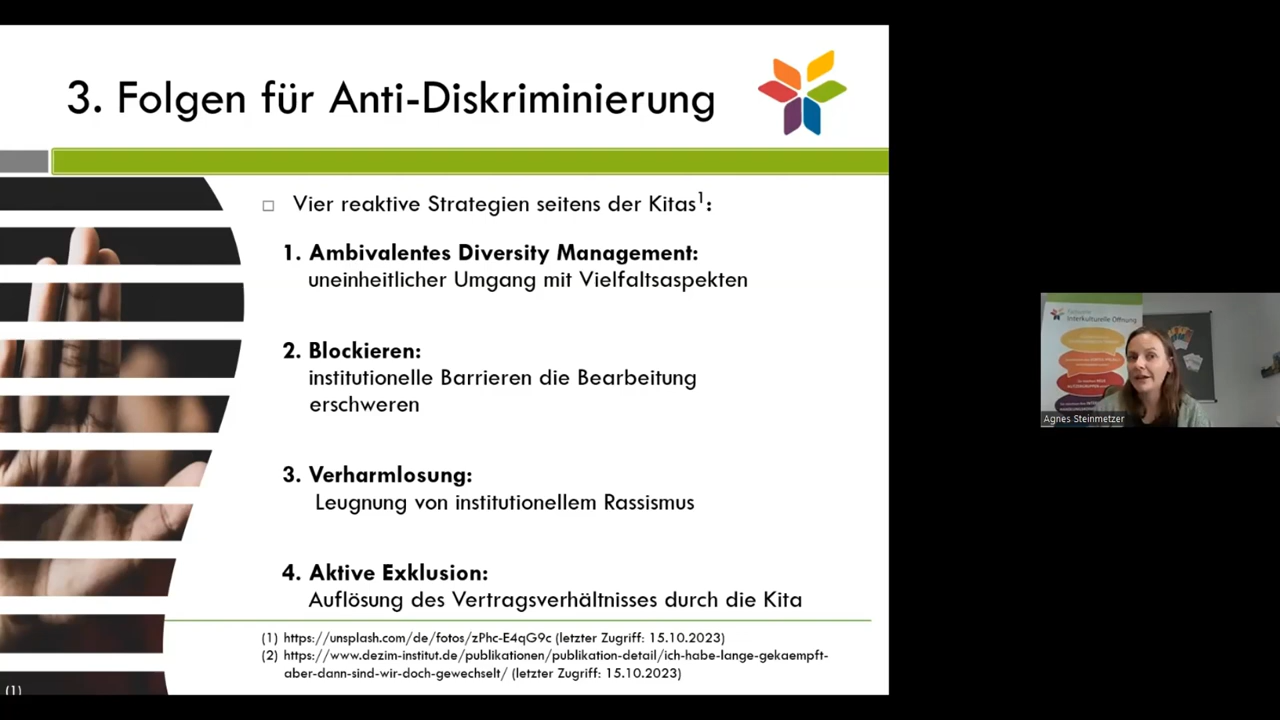 3. Folgen für Anti-Diskriminierung
Vier reaktive Strategien seitens der Kitas¹:
1. Ambivalentes Diversity Management:
uneinheitlicher Umgang mit Vielfaltsaspekten
2. Blockieren:
institutionelle Barrieren die Bearbeitung
erschweren
3. Verharmlosung:
Leugnung von institutionellem Rassismus
4. Aktive Exklusion:
Auflösung des Vertragsverhältnisses durch die Kita
(1) https://unsplash.com/de/fotos/zPhc-E4qG9c (letzter Zugriff: 15.10.2023)
(2) https://www.dezim-institut.de/publikationen/publikation-detail/ich-habe-lange-gekaempft-
aber-dann-sind-wir-doch-gewechselt/ (letzter Zugriff: 15.10.2023)
(1)
Interkulturelle Öffnung
Agnes Steinmetzer